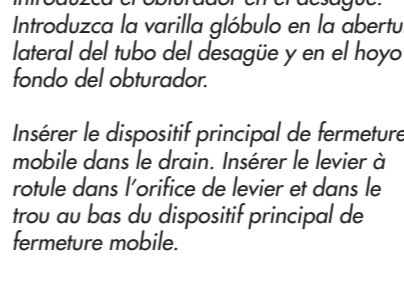 Introduzca el obturador en el desagüe.
Introduzca la varilla glóbulo en la
lateral del tubo del desagüe y en el hoyo
fondo del obturador.
Insérer le dispositif principal de fermeture
mobile dans le drain. Insérer le levier à
rotule dans l’orifice de levier et dans le
trou au bas du dispositif principal de
fermeture mobile.